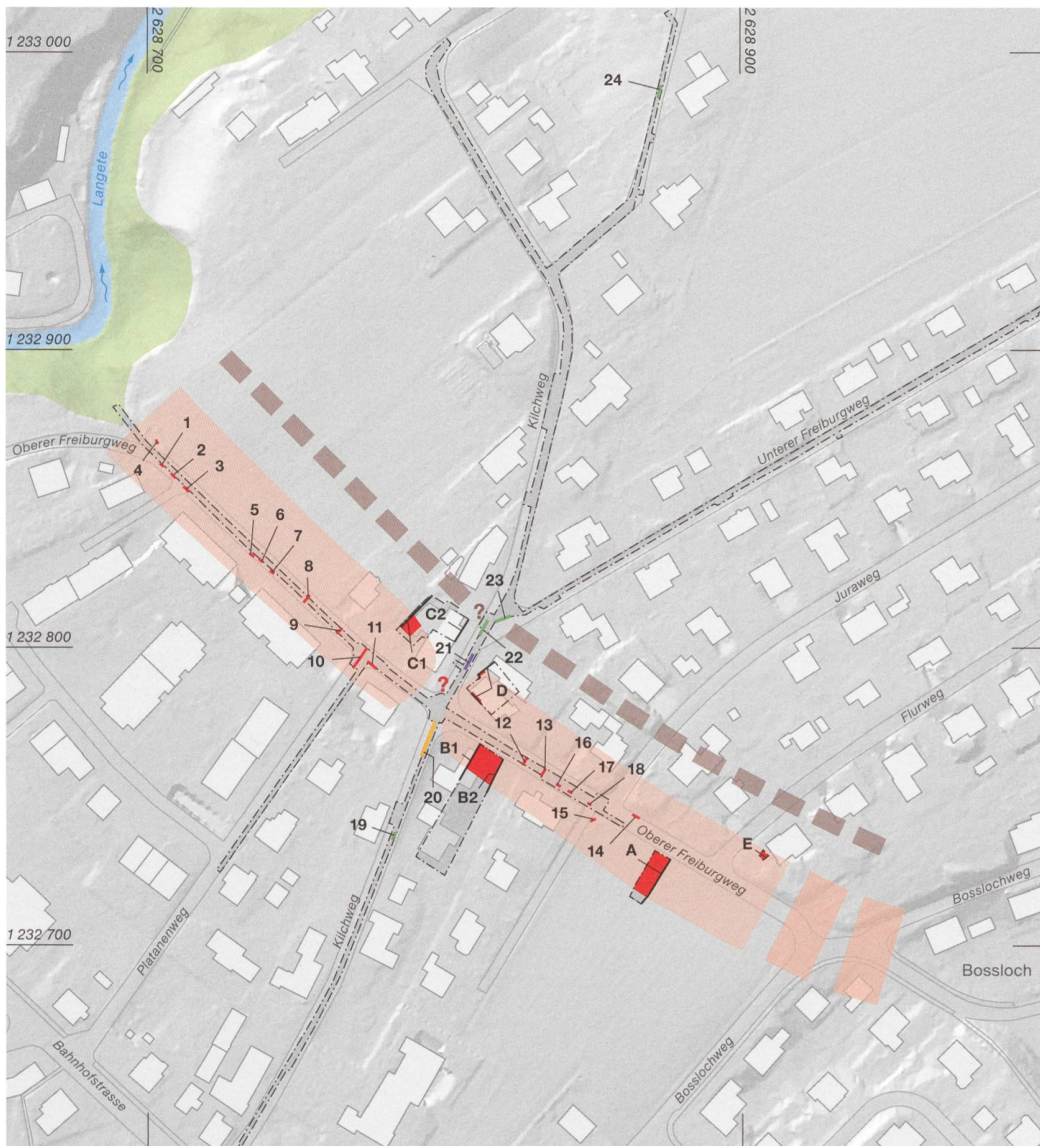 1 233 000
2 628 700
2 628 900
24
Langete
1 232 900
Kilchweg
Unterer Freiburgweg
Oberer Freiburgweg
1
2
3
4
5
6
7
8
Juraweg
23
?
C2
9
1 232 800
11
C1
21
22
10
?
D
Flurweg
12
13
16
17
18
B1
B2
20
19
15
14
A
Oberer Freiburgweg
E
Bosslochweg
1 232 700
Kilchweg
Platanenweg
Bossloch
Bosslochweg
Bahnhofstrasse